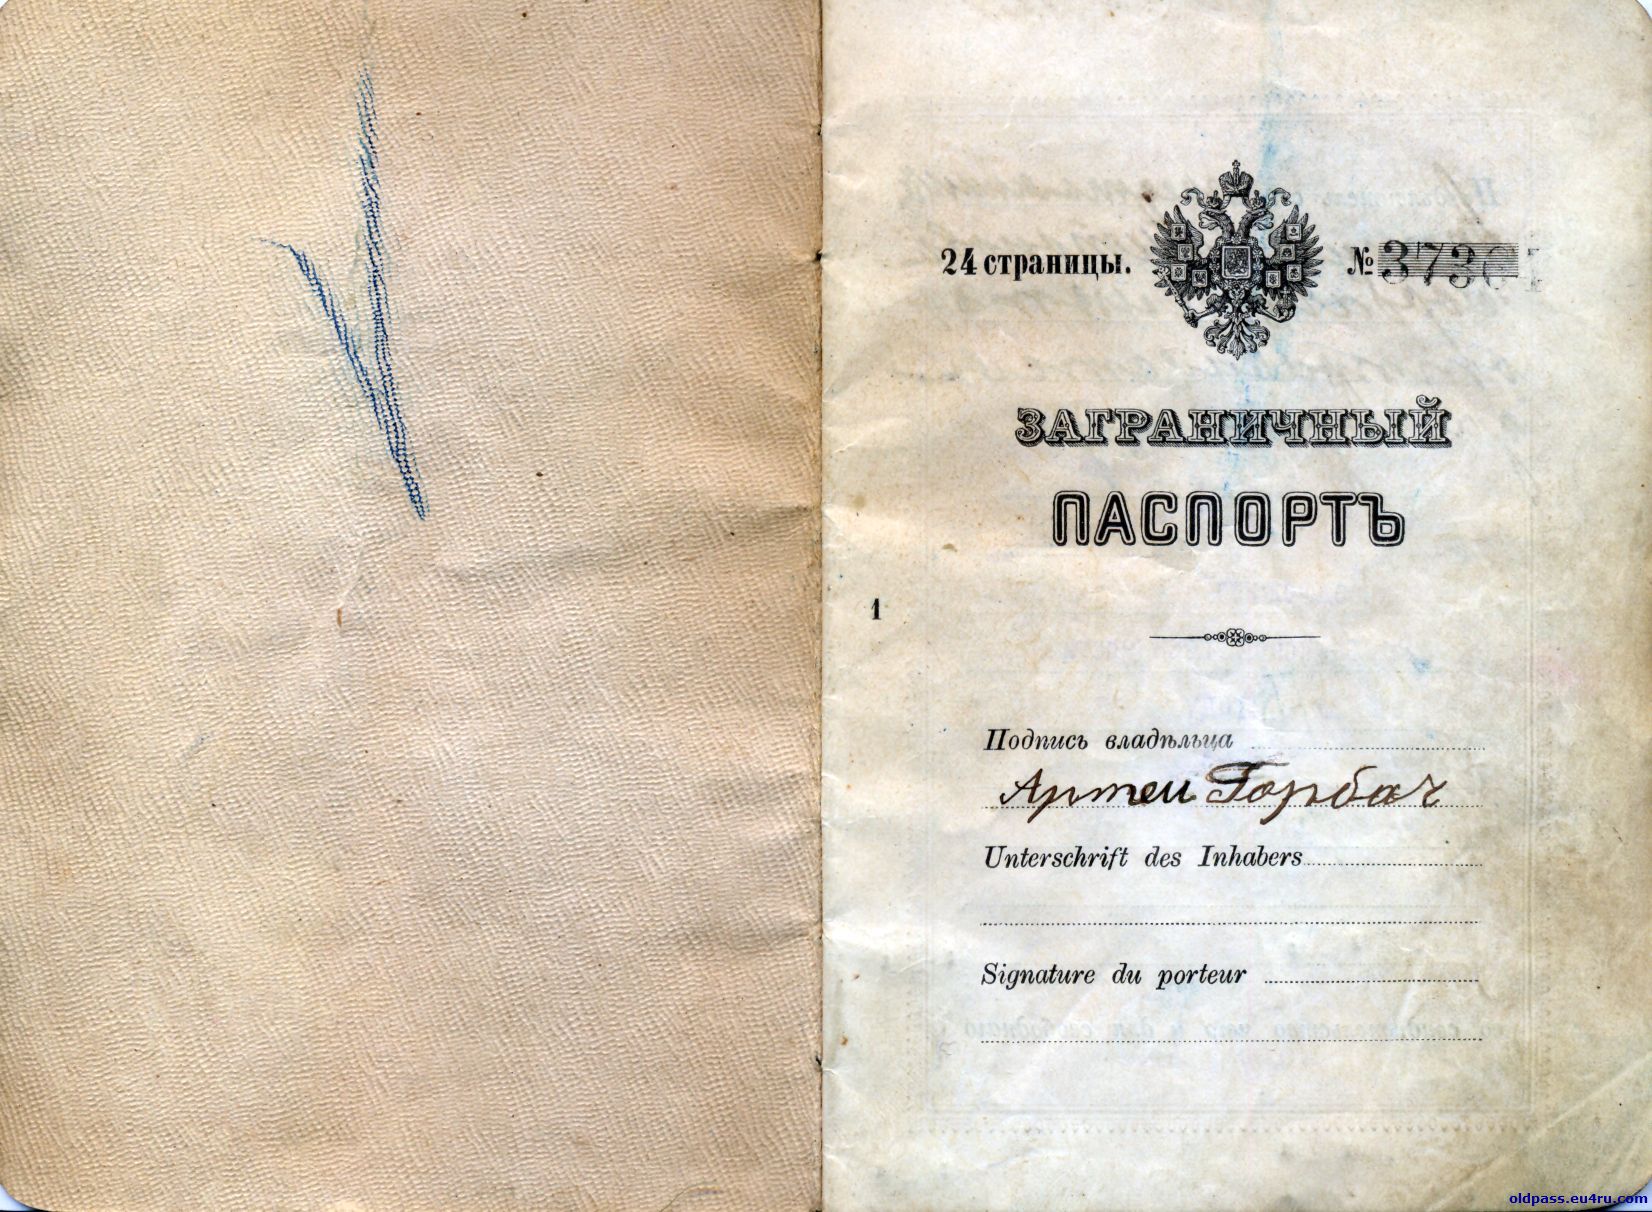 24 страницы.
№ 3730
ЗАГРАНИЧНЫЙ
ПАСПОРТЪ
1
Подпись владѣльца
Артем Горбач
Unterschrift des Inhabers
Signature du porteur
oldpass.eu4ru.com